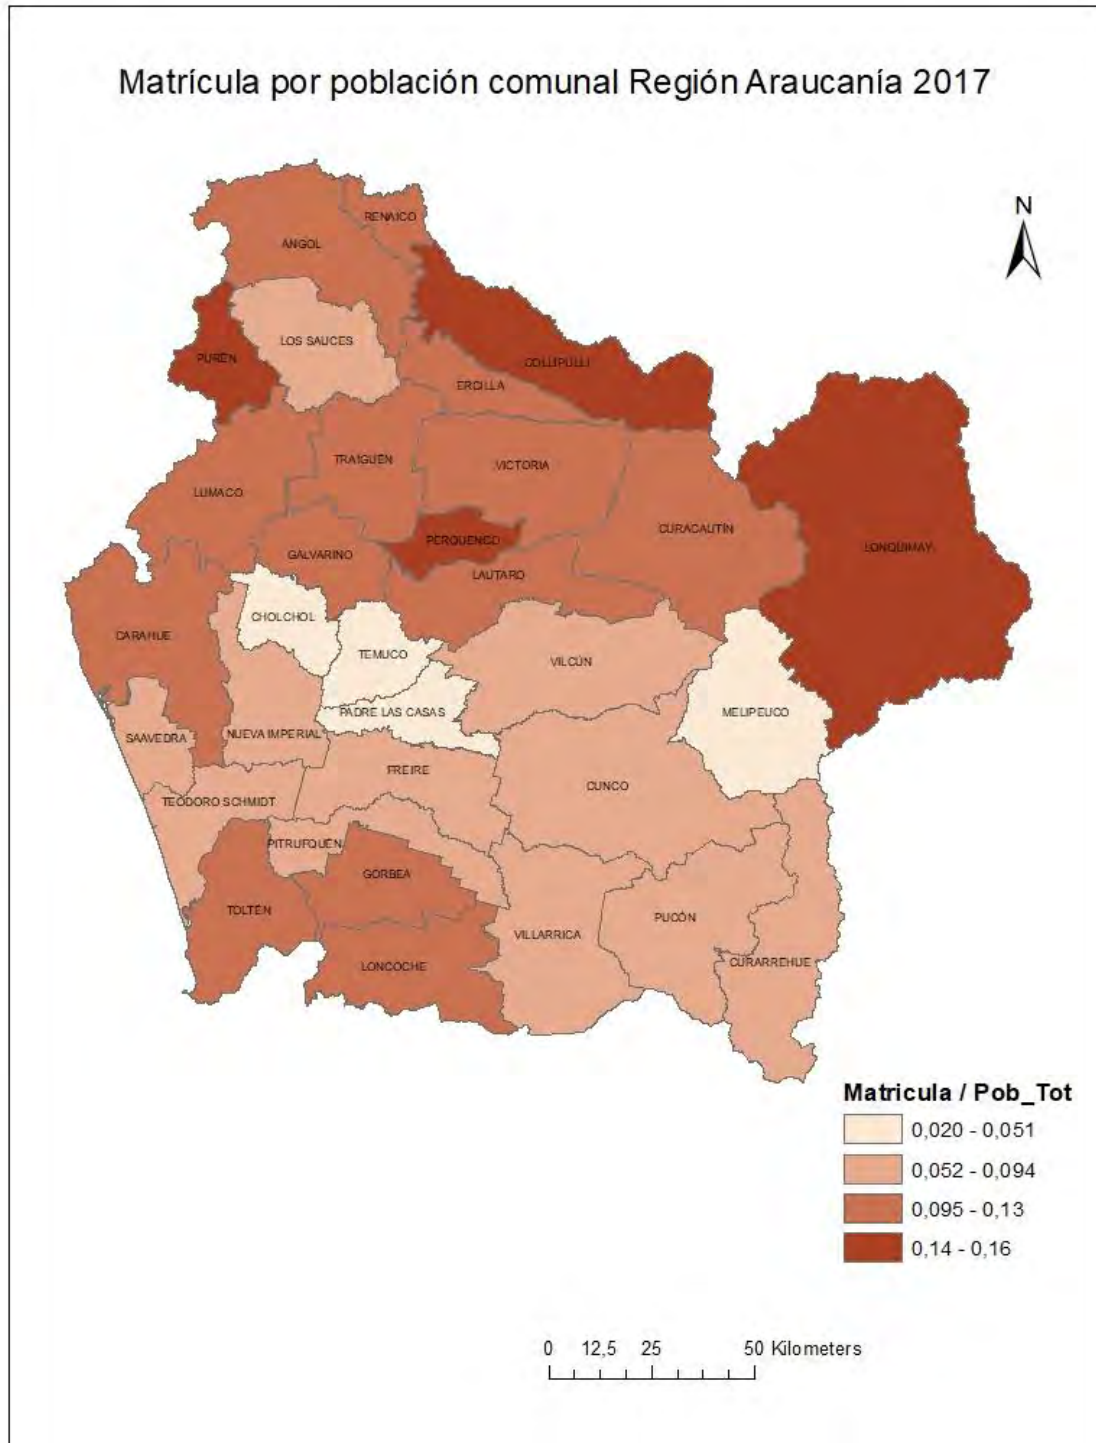 Matrícula por población comunal Región Araucanía 2017
N
RENAICO
ANGOL
LOS SAUCES
PURÉN
COLLIPULLI
ERCILLA
TRAIGUÉN
VICTORIA
LUMACO
CURACAUTÍN
PERQUENCO
LONQUIMAY
GALVARINO
LAUTARO
CHOLCHOL
CARAHUE
TEMUCO
VILCÚN
PADRE LAS CASAS
MELIPEUCO
NUEVA IMPERIAL
SAAVEDRA
FREIRE
CUNCO
TEODORO SCHMIDT
PITRUFQUÉN
GORBEA
TOLTÉN
PUCÓN
VILLARRICA
CURARREHUE
LONCOCHE
Matricula / Pob_Tot
0,020 - 0,051
0,052 - 0,094
0,095 - 0,13
0,14 - 0,16
0 12,5 25 50 Kilometers